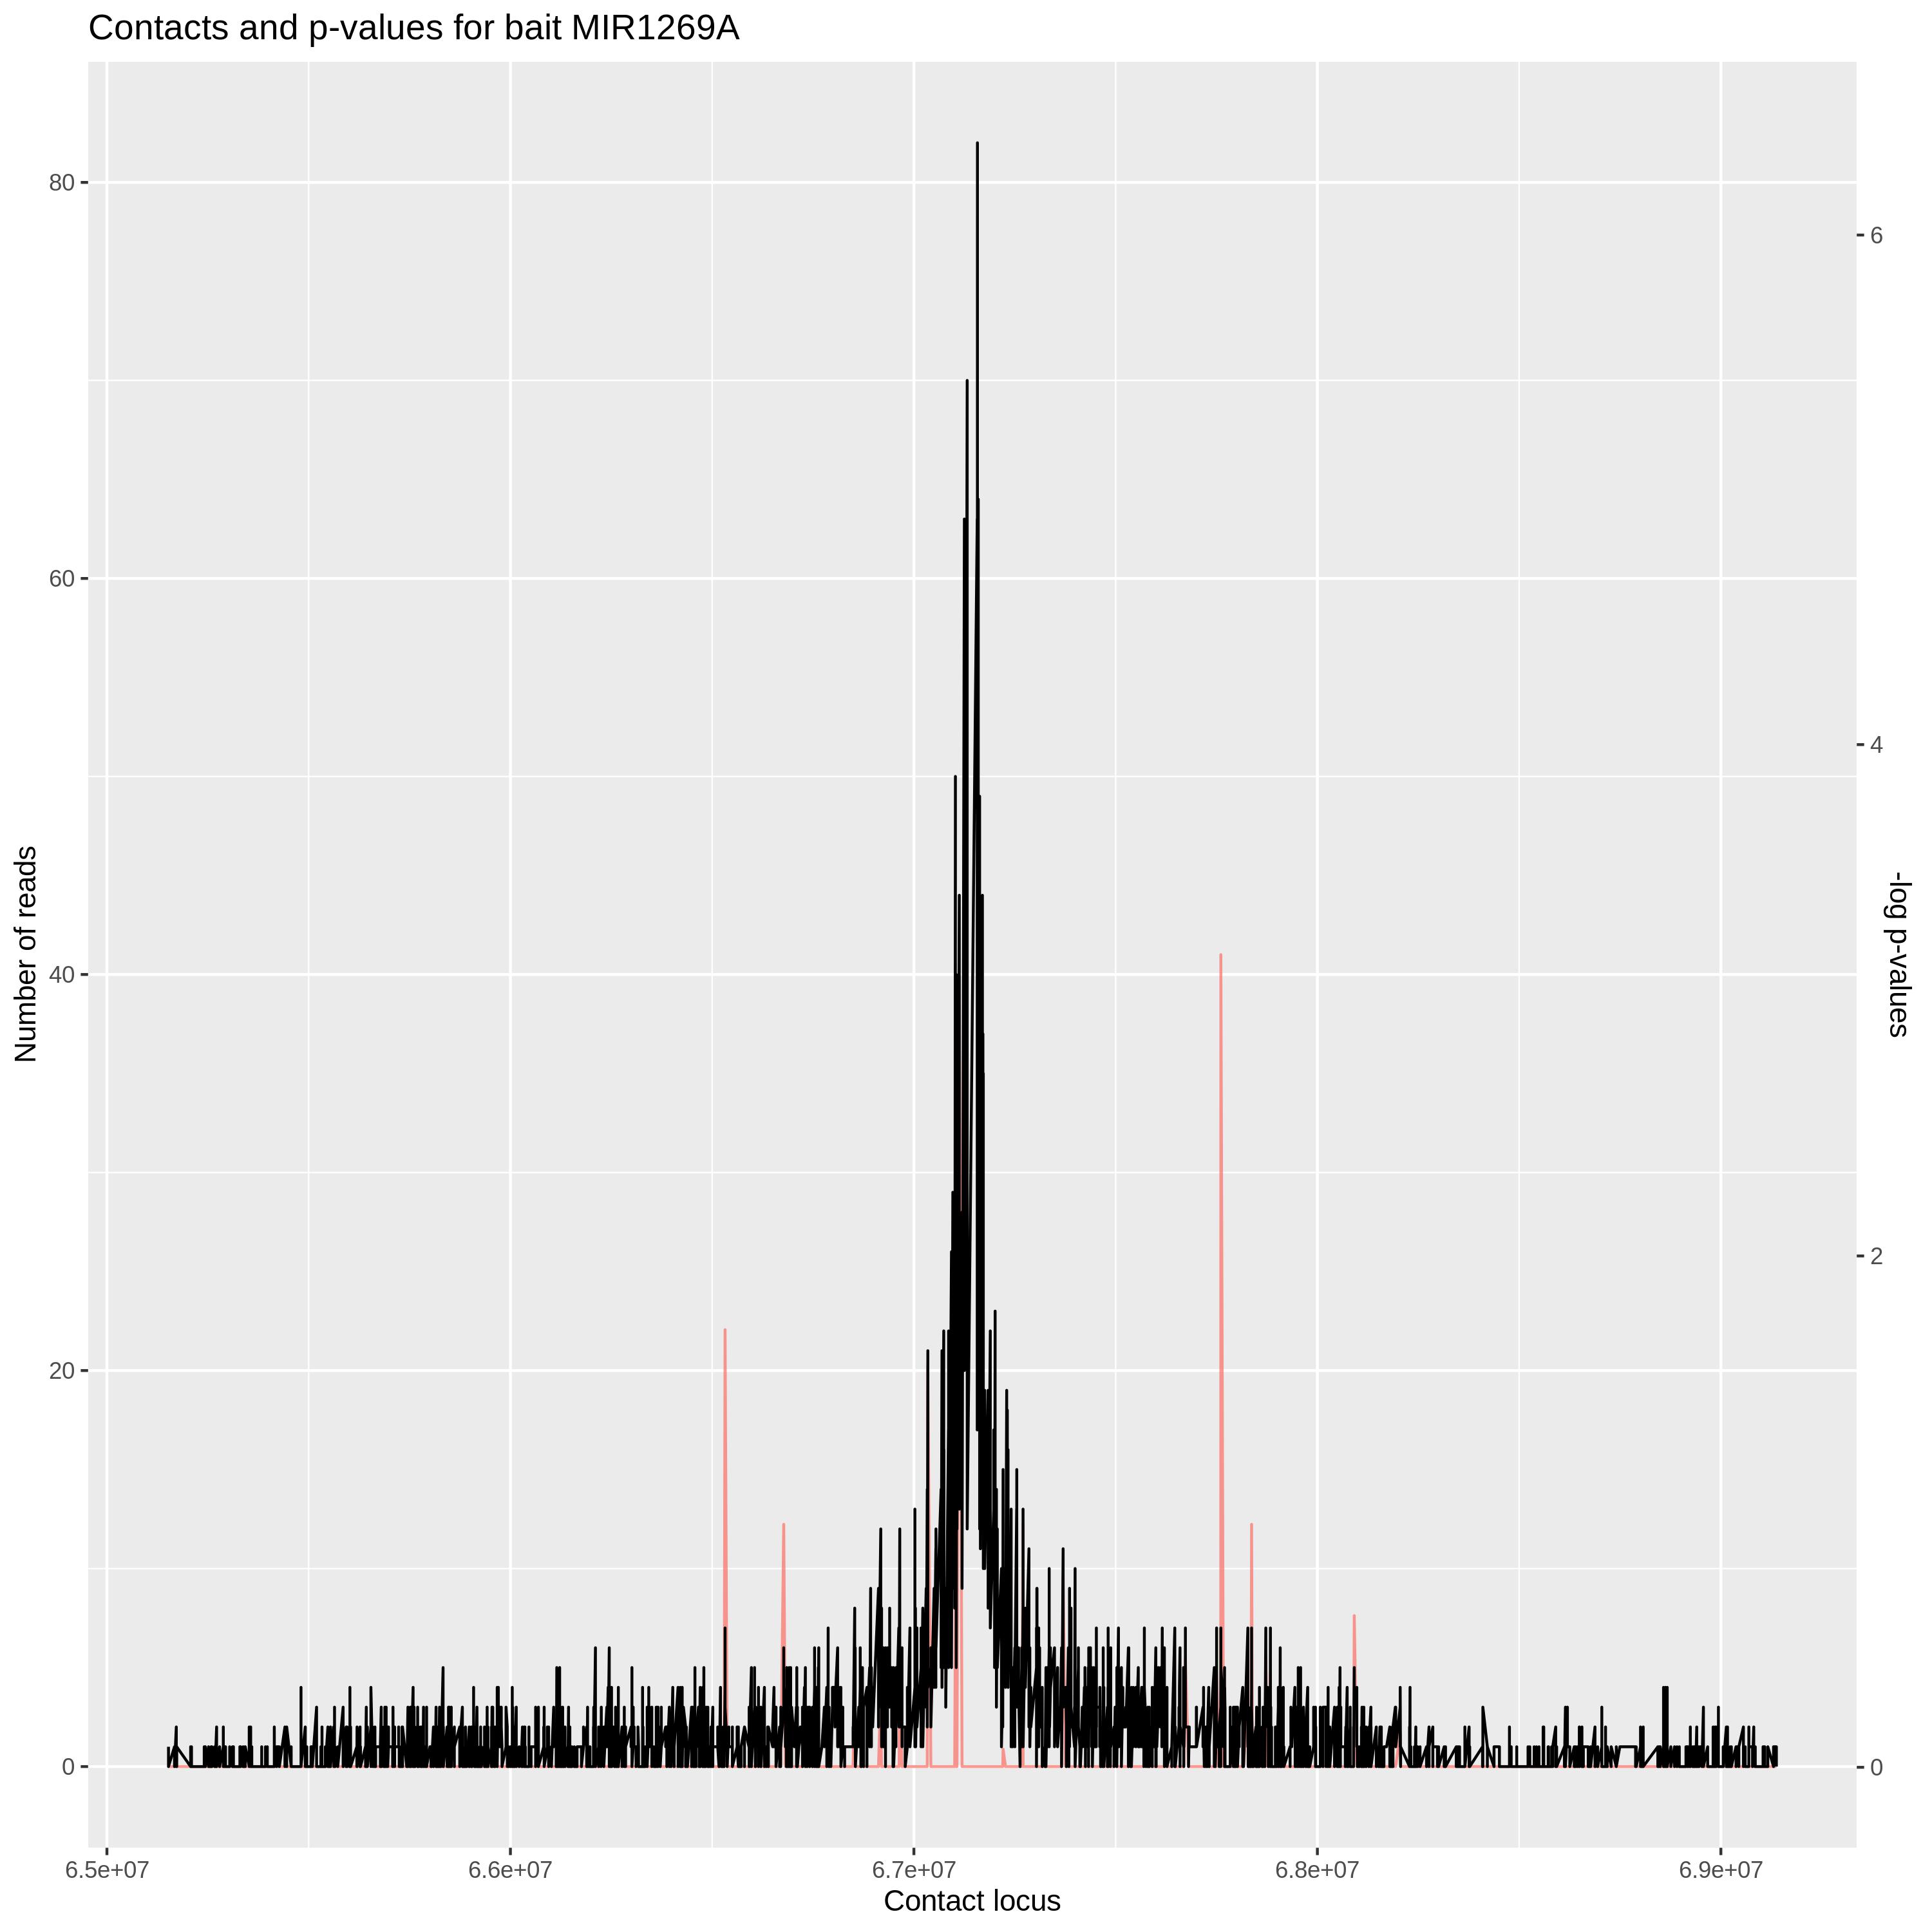 Contacts and p-values for bait MIR1269A
80
60
40
20
0
6
4
2
0
Number of reads
-log p-values
6.5e+07
6.6e+07
6.7e+07
6.8e+07
6.9e+07
Contact locus